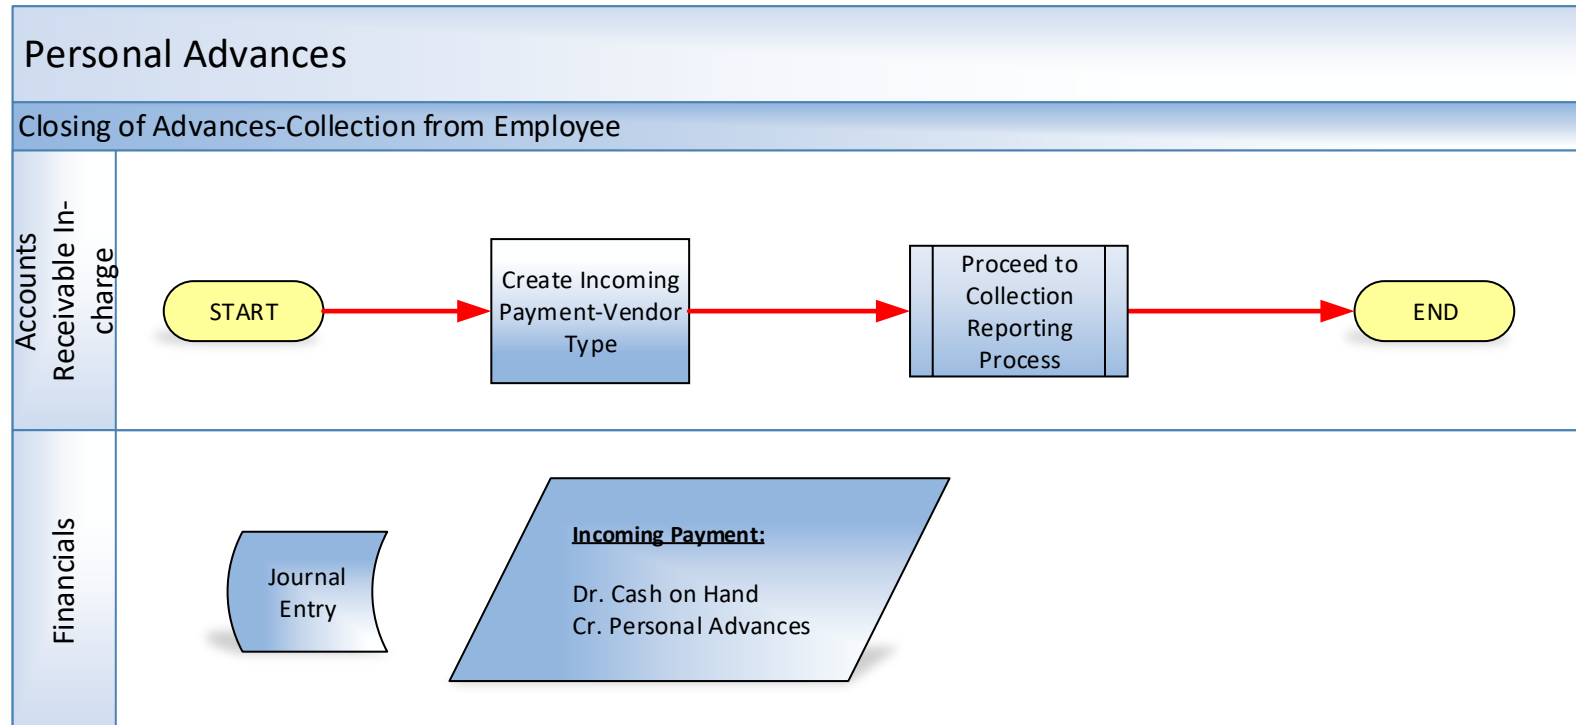 Personal Advances
Closing of Advances-Collection from Employee
Accounts
Receivable In-
charge
START
Create Incoming
Payment-Vendor
Type
Proceed to
Collection
Reporting
Process
END
Financials
Journal
Entry
Incoming Payment:
Dr. Cash on Hand
Cr. Personal Advances